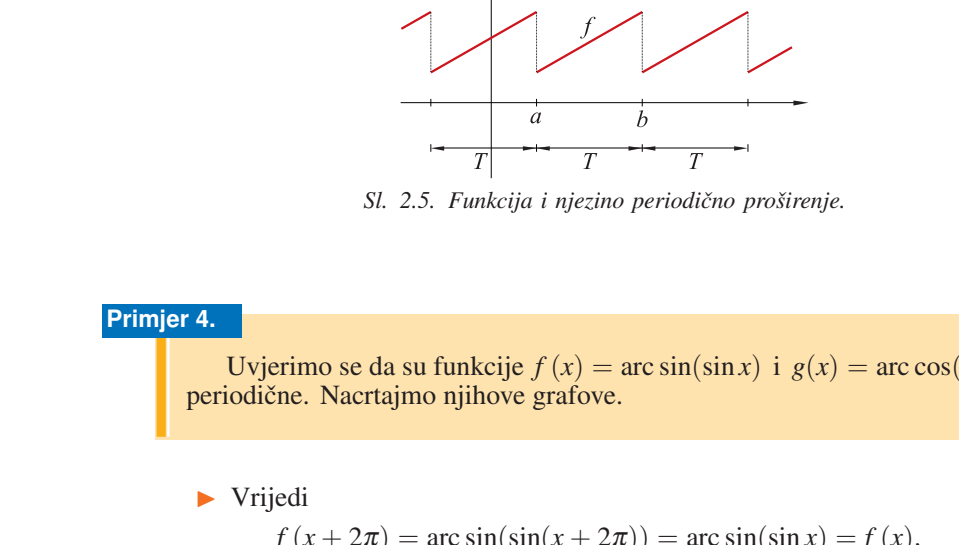 f
a b
T T T
Sl. 2.5. Funkcija i njezino periodično proširenje.
Primjer 4.
Uvjerimo se da su funkcije f(x) = arc sin(sin x) i g(x) = arc cos(
periodične. Nacrtajmo njihove grafove.
► Vrijedi
f(x + 2π) = arc sin(sin(x + 2π)) = arc sin(sin x) = f(x).